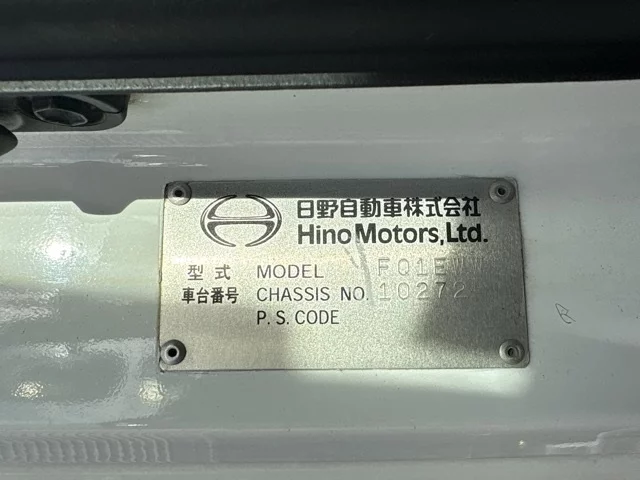 日野自動車株式会社
Hino Motors, Ltd.
型式 MODEL FQ1EW
車台番号 CHASSIS NO. 10272
P.S. CODE